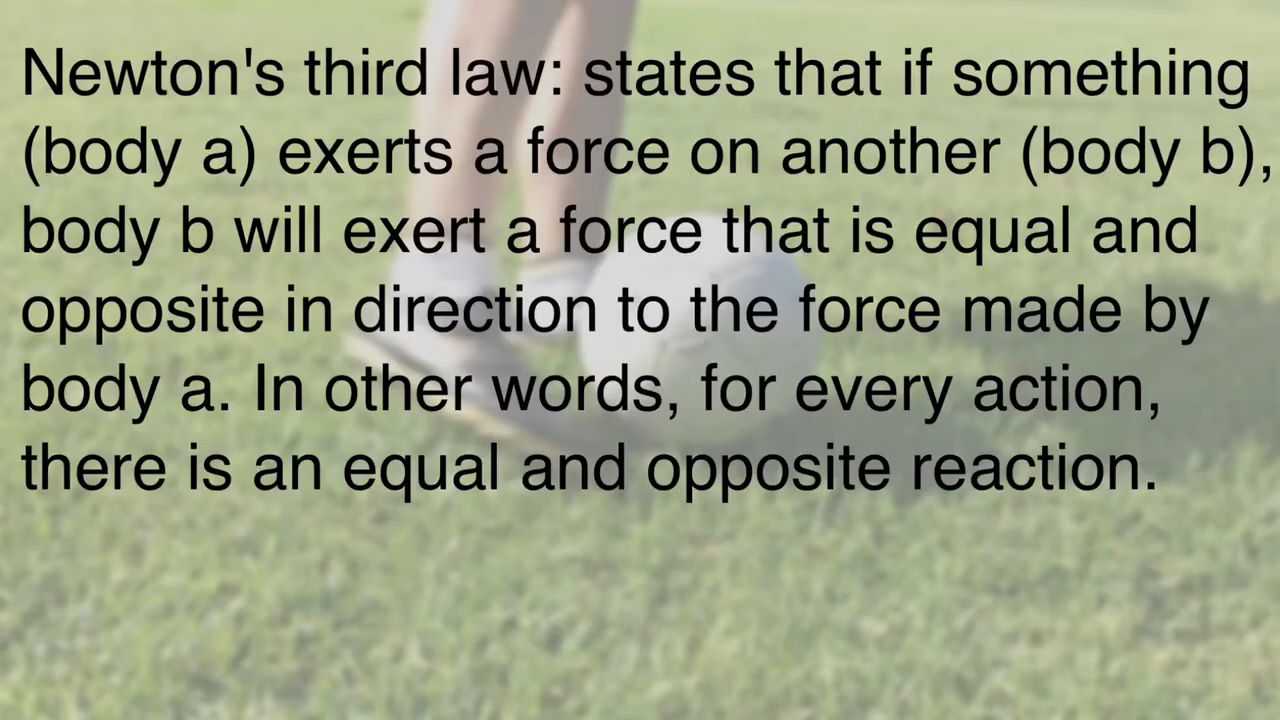 Newton's third law: states that if something
(body a) exerts a force on another (body b),
body b will exert a force that is equal and
opposite in direction to the force made by
body a. In other words, for every action,
there is an equal and opposite reaction.